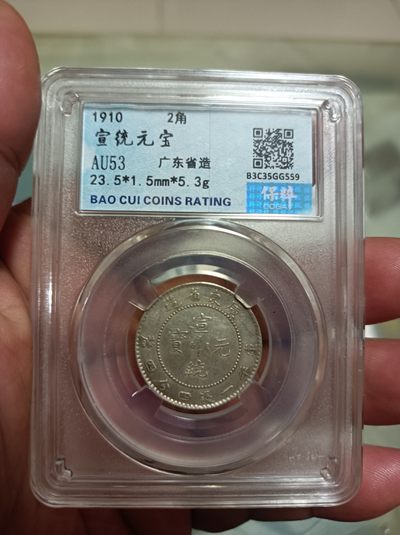 1910 2角
宣统元宝
AU53 广东省造
23.5*1.5mm*5.3g
B3C35GG559
保粹
BAO CUI COINS RATING
宣
寶 元
統